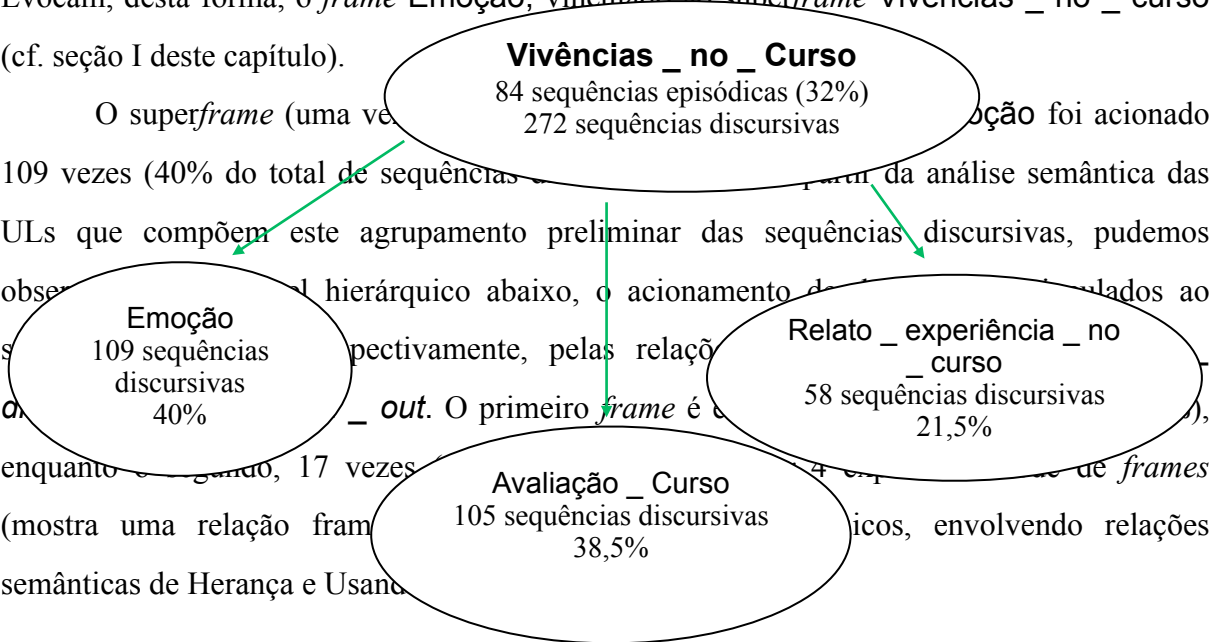 Evocam, desta forma, o frame Emoção, vinculado ao superframe Vivências _ no _ curso
(cf. seção I deste capítulo).
Vivências _ no _ Curso
84 sequências episódicas (32%)
272 sequências discursivas
O superframe (uma ve oção foi acionado
109 vezes (40% do total de sequências da análise semântica das
ULs que compõem este agrupamento preliminar das sequências discursivas, pudemos
hierárquico abaixo, o acionamento ao
pectivamente, pelas
_ out. O primeiro frame é
enquanto o segundo, 17 vezes 4 de frames
(mostra uma relação fram icos, envolvendo relações
semânticas de Herança e
Emoção
109 sequências
discursivas
40%
Avaliação _ Curso
105 sequências discursivas
38,5%
Relato _ experiência _ no
_ curso
58 sequências discursivas
21,5%